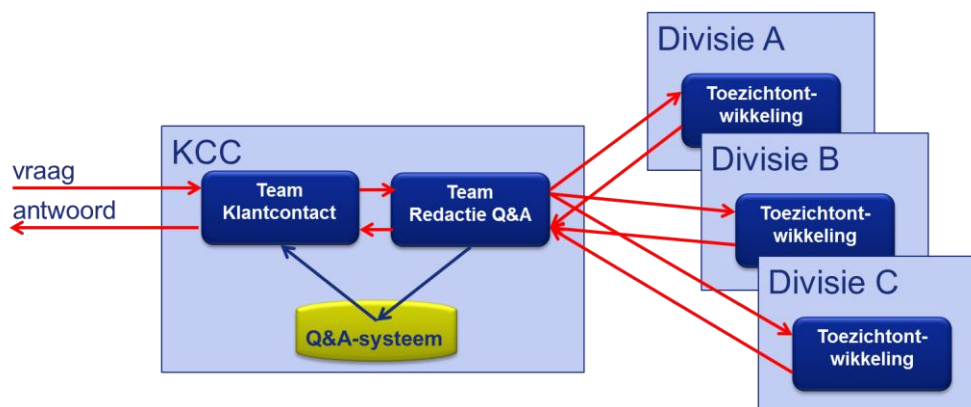 vraag
antwoord
KCC
Team
Klantcontact
Team
Redactie Q&A
Q&A-systeem
Divisie A
Toezichtont-
wikkeling
Divisie B
Toezichtont-
wikkeling
Divisie C
Toezichtont-
wikkeling